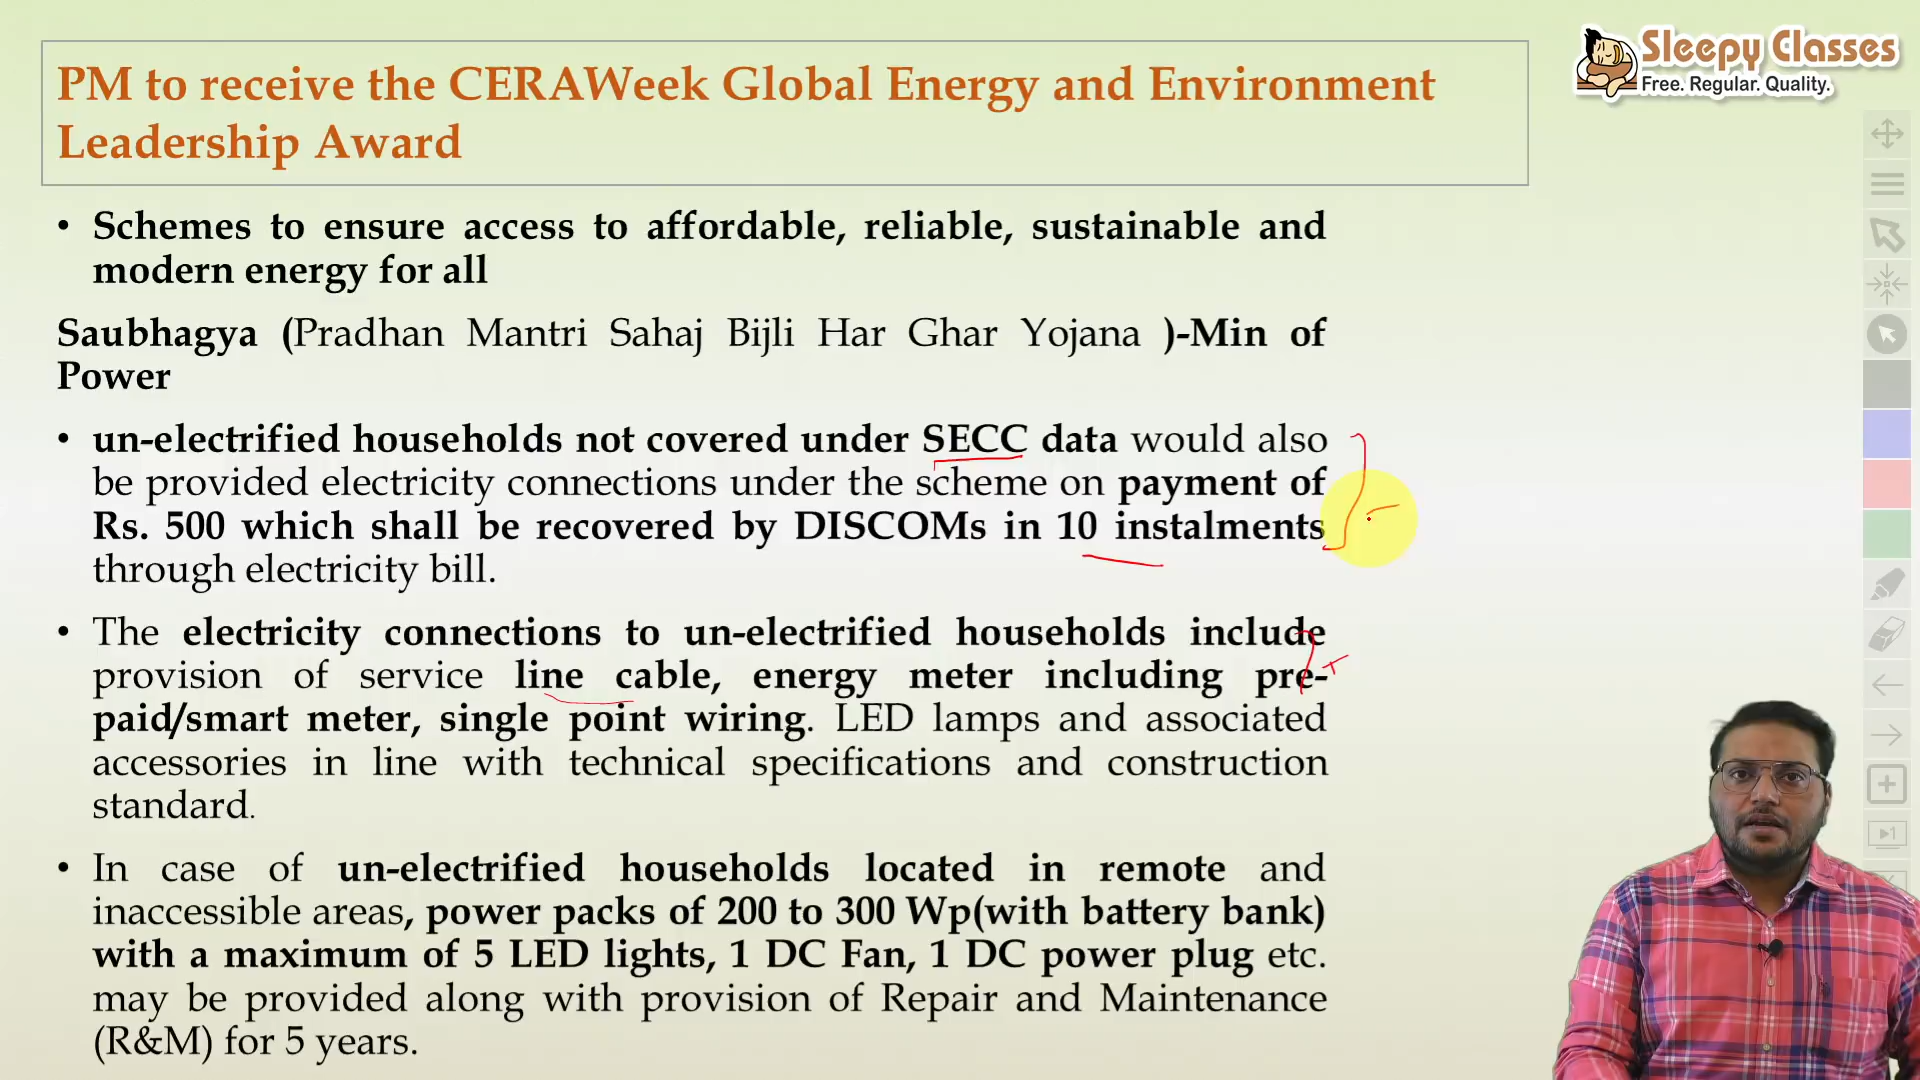 Sleepy Classes
Free. Regular. Quality.
PM to receive the CERAWeek Global Energy and Environment
Leadership Award
• Schemes to ensure access to affordable, reliable, sustainable and
modern energy for all
Saubhagya (Pradhan Mantri Sahaj Bijli Har Ghar Yojana )-Min of
Power
• un-electrified households not covered under SECC data would also
be provided electricity connections under the scheme on payment of
Rs. 500 which shall be recovered by DISCOMs in 10 instalments
through electricity bill.
• The electricity connections to un-electrified households include
provision of service line cable, energy meter including pre-
paid/smart meter, single point wiring. LED lamps and associated
accessories in line with technical specifications and construction
standard.
• In case of un-electrified households located in remote and
inaccessible areas, power packs of 200 to 300 Wp(with battery bank)
with a maximum of 5 LED lights, 1 DC Fan, 1 DC power plug etc.
may be provided along with provision of Repair and Maintenance
(R&M) for 5 years.